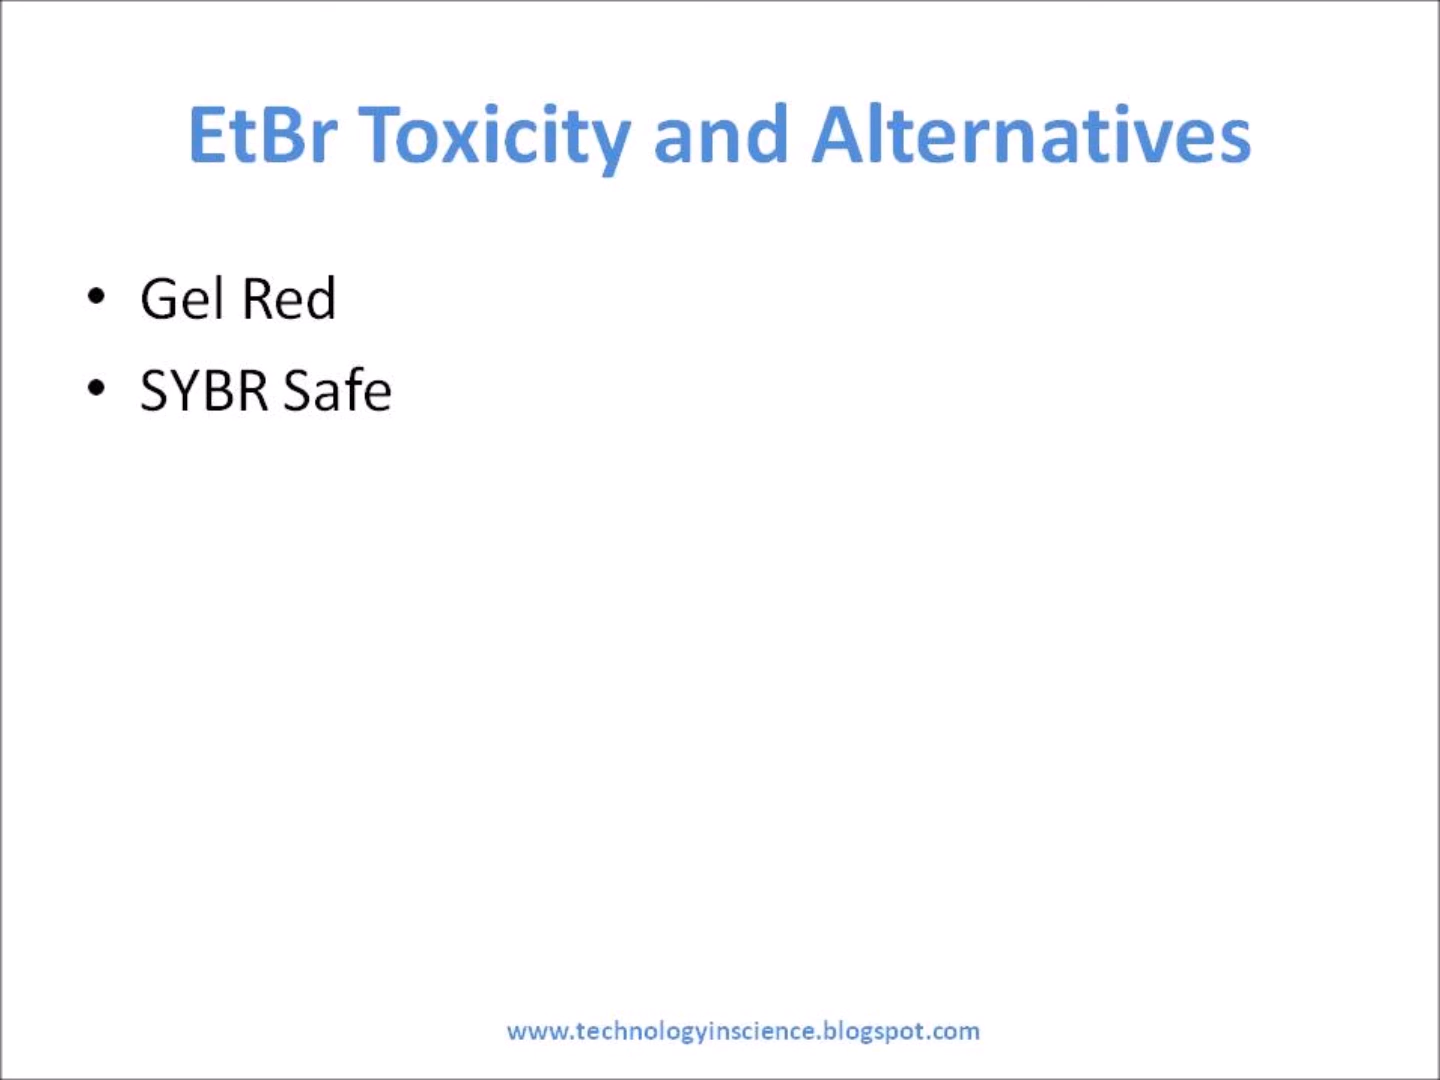 EtBr Toxicity and Alternatives
• Gel Red
• SYBR Safe
www.technologyinscience.blogspot.com